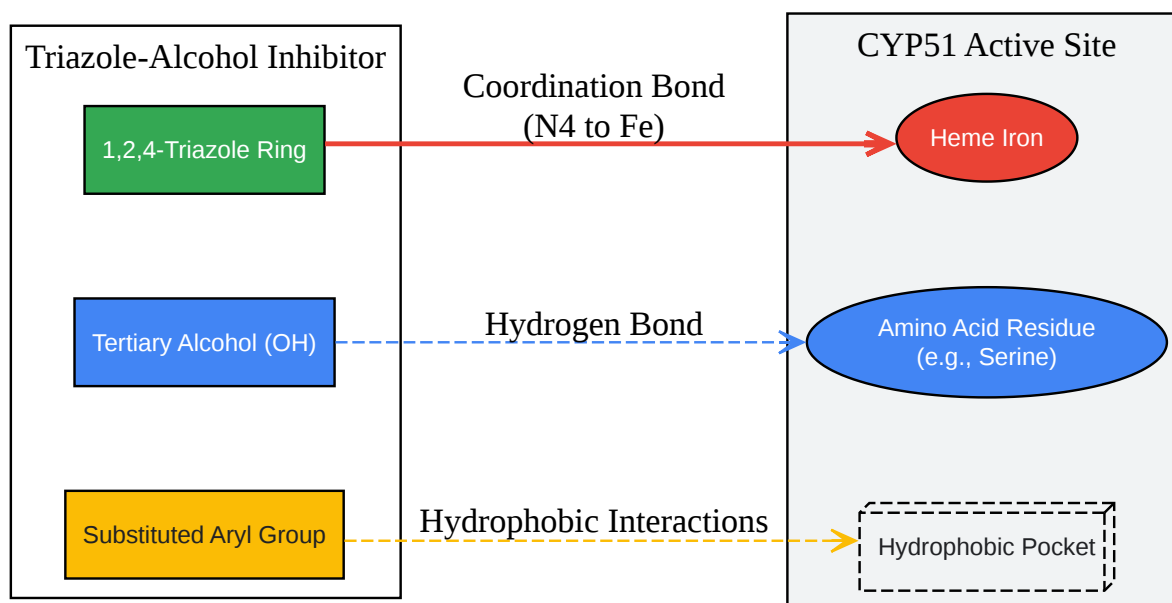 Triazole-Alcohol Inhibitor
CYP51 Active Site
1,2,4-Triazole Ring
Coordination Bond
(N4 to Fe)
Heme Iron
Tertiary Alcohol (OH)
Hydrogen Bond
Amino Acid Residue
(e.g., Serine)
Substituted Aryl Group
Hydrophobic Interactions
Hydrophobic Pocket